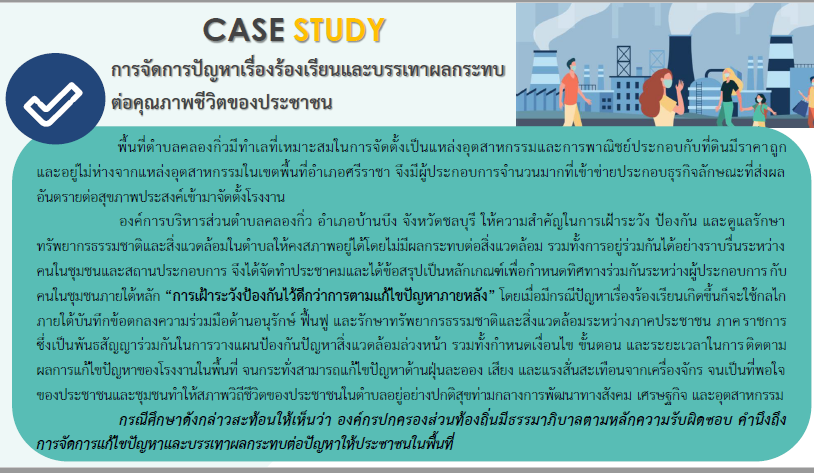 CASE STUDY
การจัดการปัญหาเรื่องร้องเรียนและบรรเทาผลกระทบ
ต่อคุณภาพชีวิตของประชาชน
พื้นที่ตำบลคลองกิ่วมีทำเลที่เหมาะสมในการจัดตั้งเป็นแหล่งอุตสาหกรรมและการพาณิชย์ประกอบกับที่ดินมีราคาถูก
และอยู่ไม่ห่างจากแหล่งอุตสาหกรรมในเขตพื้นที่อำเภอศรีราชา จึงมีผู้ประกอบการจำนวนมากที่เข้าข่ายประกอบธุรกิจลักษณะที่ส่งผล
อันตรายต่อสุขภาพประสงค์เข้ามาจัดตั้งโรงงาน
องค์การบริหารส่วนตำบลคลองกิ่ว อำเภอบ้านบึง จังหวัดชลบุรี ให้ความสำคัญในการเฝ้าระวัง ป้องกัน และดูแลรักษา
ทรัพยากรธรรมชาติและสิ่งแวดล้อมในตำบลให้คงสภาพอยู่ได้โดยไม่มีผลกระทบต่อสิ่งแวดล้อม รวมทั้งการอยู่ร่วมกันได้อย่างราบรื่นระหว่าง
คนในชุมชนและสถานประกอบการ จึงได้จัดทำประชาคมและได้ข้อสรุปเป็นหลักเกณฑ์เพื่อกำหนดทิศทางร่วมกันระหว่างผู้ประกอบการ กับ
คนในชุมชนภายใต้หลัก “การเฝ้าระวังป้องกันไว้ดีกว่าการตามแก้ไขปัญหาภายหลัง” โดยเมื่อมีกรณีปัญหาเรื่องร้องเรียนเกิดขึ้นก็จะใช้กลไก
ภายใต้บันทึกข้อตกลงความร่วมมือด้านอนุรักษ์ ฟื้นฟู และรักษาทรัพยากรธรรมชาติและสิ่งแวดล้อมระหว่างภาคประชาชน ภาคราชการ
ซึ่งเป็นพันธสัญญาร่วมกันในการวางแผนป้องกันปัญหาสิ่งแวดล้อมล่วงหน้า รวมทั้งกำหนดเงื่อนไข ขั้นตอน และระยะเวลาในการติดตาม
ผลการแก้ไขปัญหาของโรงงานในพื้นที่ จนกระทั่งสามารถแก้ไขปัญหาด้านฝุ่นละออง เสียง และแรงสั่นสะเทือนจากเครื่องจักร จนเป็นที่พอใจ
ของประชาชนและชุมชนทำให้สภาพวิถีชีวิตของประชาชนในตำบลอยู่อย่างปกติสุขท่ามกลางการพัฒนาทางสังคม เศรษฐกิจ และอุตสาหกรรม
กรณีศึกษาดังกล่าวสะท้อนให้เห็นว่า องค์กรปกครองส่วนท้องถิ่นมีธรรมาภิบาลตามหลักความรับผิดชอบ คำนึงถึง
การจัดการแก้ไขปัญหาและบรรเทาผลกระทบต่อปัญหาให้ประชาชนในพื้นที่